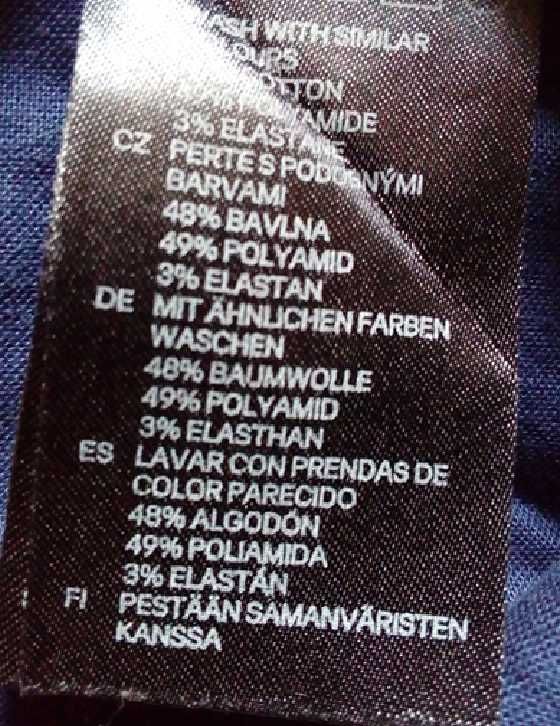 WASH WITH SIMILAR
COLOURS
COTTON
POLYAMIDE
3% ELASTANE
CZ PERTE S PODOBNÝMI
BARVAMI
48% BAVLNA
49% POLYAMID
3% ELASTAN
DE MIT ÄHNLICHEN FARBEN
WASCHEN
48% BAUMWOLLE
49% POLYAMID
3% ELASTHAN
ES LAVAR CON PRENDAS DE
COLOR PARECIDO
48% ALGODÓN
49% POLIAMIDA
3% ELASTÁN
FI PESTÄÄN SAMANVÄRISTEN
KANSSA